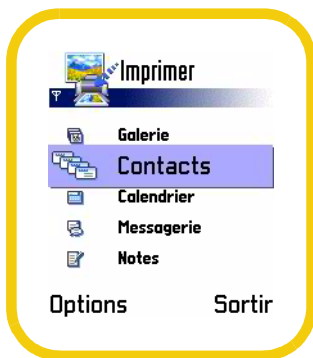 Imprimer
Galerie
Contacts
Calendrier
Messagerie
Notes
Options Sortir